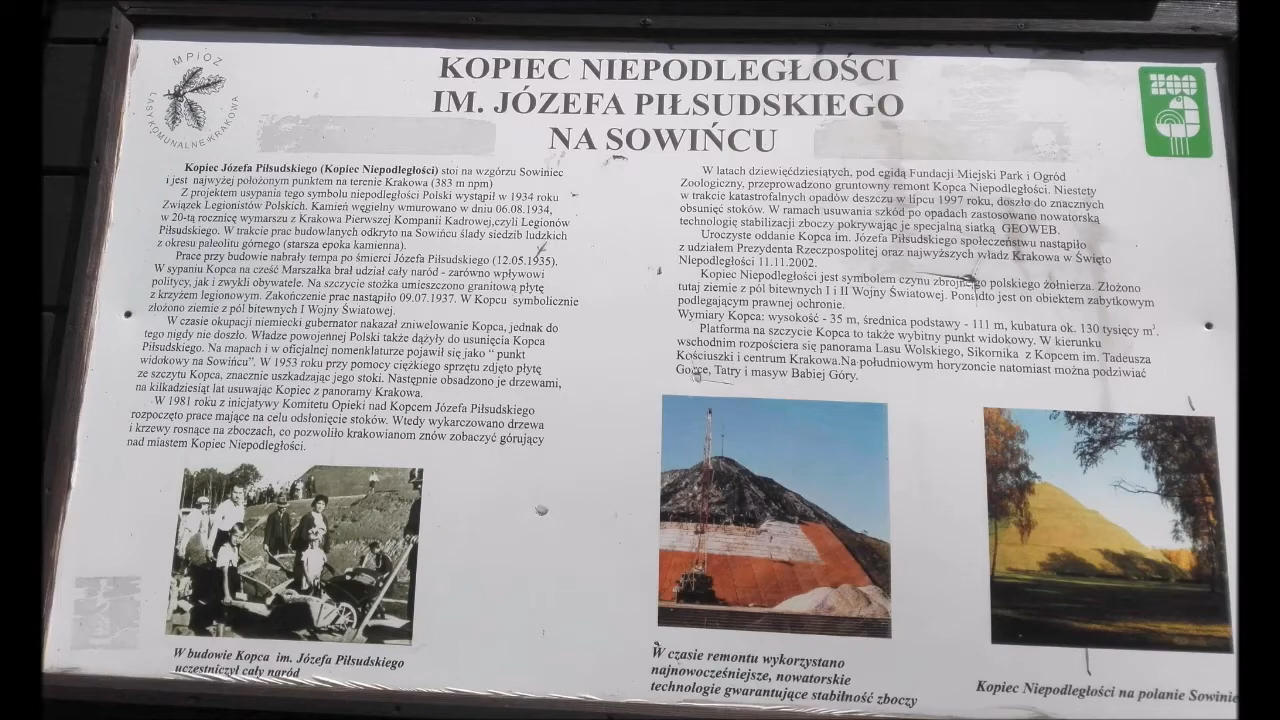 MPiOZ
LASY KOMUNALNE KRAKOWA
KOPIEC NIEPODLEGŁOŚCI
IM. JÓZEFA PIŁSUDSKIEGO
NA SOWIŃCU
ZOO
Kopiec Józefa Piłsudskiego (Kopiec Niepodległości) stoi na wzgórzu Sowiniec
i jest najwyżej położonym punktem na terenie Krakowa (383 m npm)
Z projektem usypania tego symbolu niepodległości Polski wystąpił w 1934 roku
Związek Legionistów Polskich. Kamień węgielny wmurowano w dniu 06.08.1934,
w 20-tą rocznicę wymarszu z Krakowa Pierwszej Kompanii Kadrowej,czyli Legionów
Piłsudskiego. W trakcie prac budowlanych odkryto na Sowińcu ślady siedzib ludzkich
z okresu paleolitu górnego (starsza epoka kamienna).
Prace przy budowie nabrały tempa po śmierci Józefa Piłsudskiego (12.05.1935).
W sypaniu Kopca na cześć Marszałka brał udział cały naród - zarówno wpływowi
politycy, jak i zwykli obywatele. Na szczycie stożka umieszczono granitową płytę
z krzyżem legionowym. Zakończenie prac nastąpiło 09.07.1937. W Kopcu symbolicznie
złożono ziemie z pól bitewnych I Wojny Światowej.
W czasie okupacji niemiecki gubernator nakazał zniwelowanie Kopca, jednak do
tego nigdy nie doszło. Władze powojennej Polski także dążyły do usunięcia Kopca
Piłsudskiego. Na mapach i w oficjalnej nomenklaturze pojawił się jako “ punkt
widokowy na Sowińcu”. W 1953 roku przy pomocy ciężkiego sprzętu zdjęto płytę
ze szczytu Kopca, znacznie uszkadzając jego stoki. Następnie obsadzono je drzewami,
na kilkadziesiąt lat usuwając Kopiec z panoramy Krakowa.
W 1981 roku z inicjatywy Komitetu Opieki nad Kopcem Józefa Piłsudskiego
rozpoczęto prace mające na celu odsłonięcie stoków. Wtedy wykarczowano drzewa
i krzewy rosnące na zboczach, co pozwoliło krakowianom znów zobaczyć górujący
nad miastem Kopiec Niepodległości.
W latach dziewięćdziesiątych, pod egidą Fundacji Miejski Park i Ogród
Zoologiczny, przeprowadzono gruntowny remont Kopca Niepodległości. Niestety
w trakcie katastrofalnych opadów deszczu w lipcu 1997 roku, doszło do znacznych
obsunięć stoków. W ramach usuwania szkód po opadach zastosowano nowatorską
technologię stabilizacji zboczy pokrywając je specjalną siatką GEOWEB.
Uroczyste oddanie Kopca im. Józefa Piłsudskiego społeczeństwu nastąpiło
z udziałem Prezydenta Rzeczpospolitej oraz najwyższych władz Krakowa w Święto
Niepodległości 11.11.2002.
Kopiec Niepodległości jest symbolem czynu zbrojnego polskiego żołnierza. Złożono
tutaj ziemie z pól bitewnych I i II Wojny Światowej. Ponadto jest on obiektem zabytkowym
podlegającym prawnej ochronie.
Wymiary Kopca: wysokość - 35 m, średnica podstawy - 111 m, kubatura ok. 130 tysięcy m³.
Platforma na szczycie Kopca to także wybitny punkt widokowy. W kierunku
wschodnim rozpościera się panorama Lasu Wolskiego, Sikornika z Kopcem im. Tadeusza
Kościuszki i centrum Krakowa.Na południowym horyzoncie natomiast można podziwiać
Gorce, Tatry i masyw Babiej Góry.
W budowie Kopca im. Józefa Piłsudskiego
uczestniczył cały naród
W czasie remontu wykorzystano
najnowocześniejsze, nowatorskie
technologie gwarantujące stabilność zboczy
Kopiec Niepodległości na polanie Sowinie